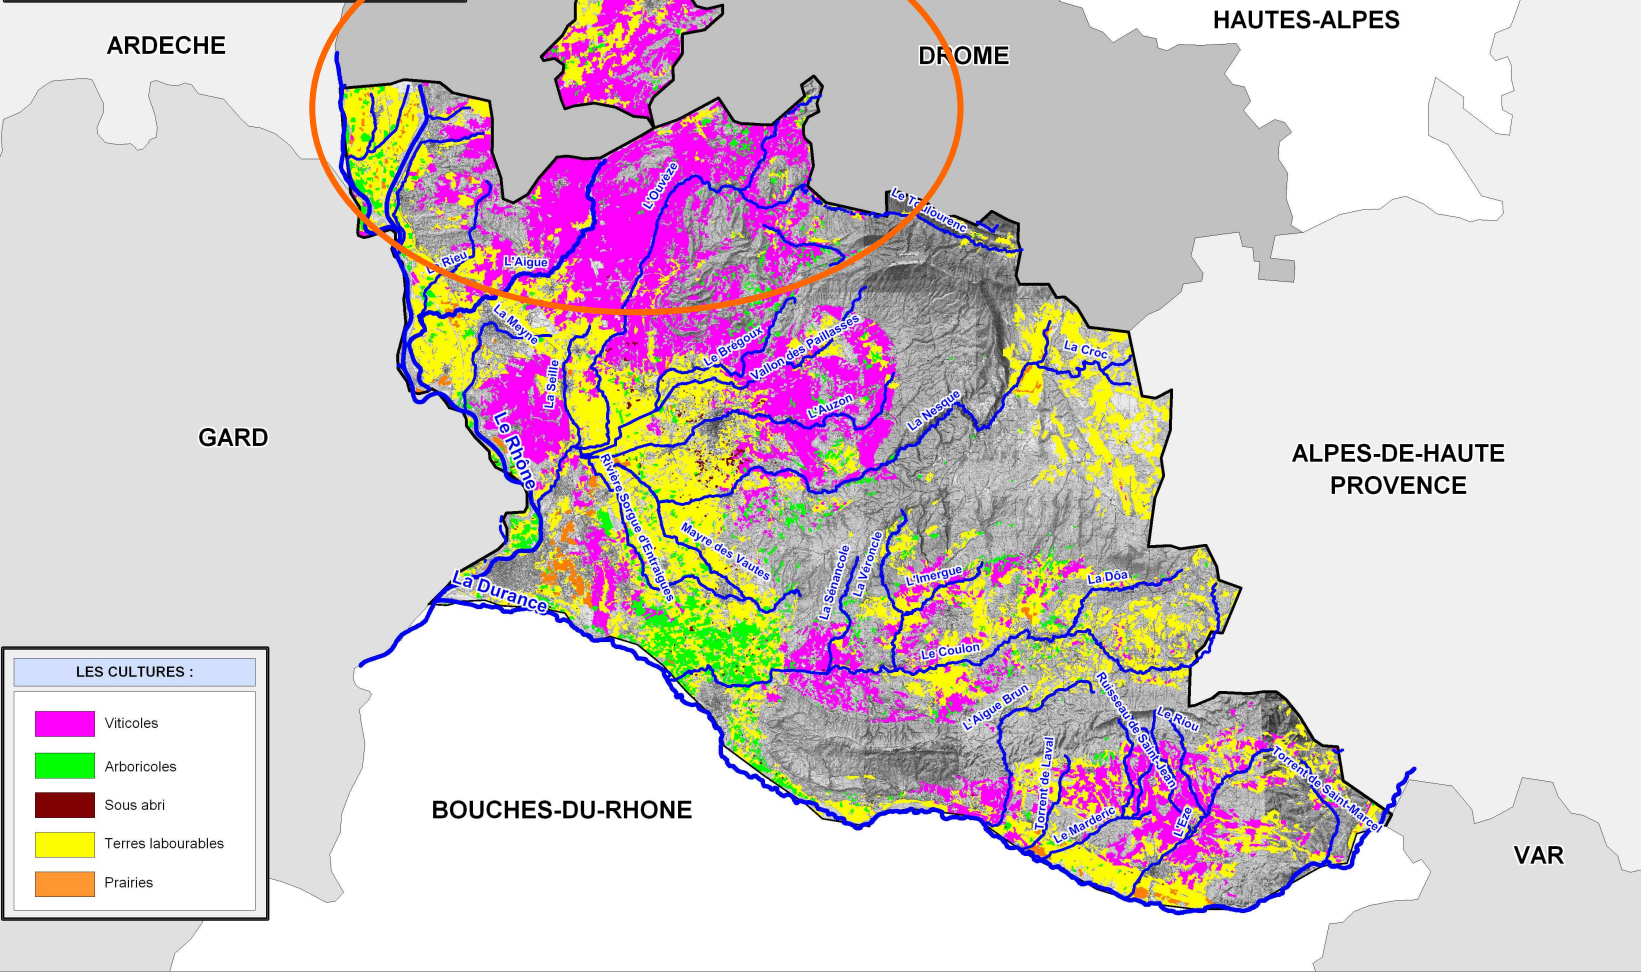 HAUTES-ALPES
ARDECHE
DROME
L'Ouvèze
Le Toulourenc
Le Rieu
L'Aigue
La Meyne
Le Brégoux
Vallon des Paillasses
La Croc
La Seille
L'Auzon
La Nesque
GARD
Le Rhône
ALPES-DE-HAUTE
PROVENCE
Rivière Sorgue d'Entraigues
Mayre des Vautes
La Sénancole
La Véroncle
L'Imergue
La Dôa
La Durance
Le Coulon
L'Aigue Brun
Ruisseau de Saint-Jean
Le Riou
Torrent de Laval
Torrent de Saint-Marcel
Le Marderic
L'Eze
BOUCHES-DU-RHONE
VAR
LES CULTURES :
Viticoles
Arboricoles
Sous abri
Terres labourables
Prairies